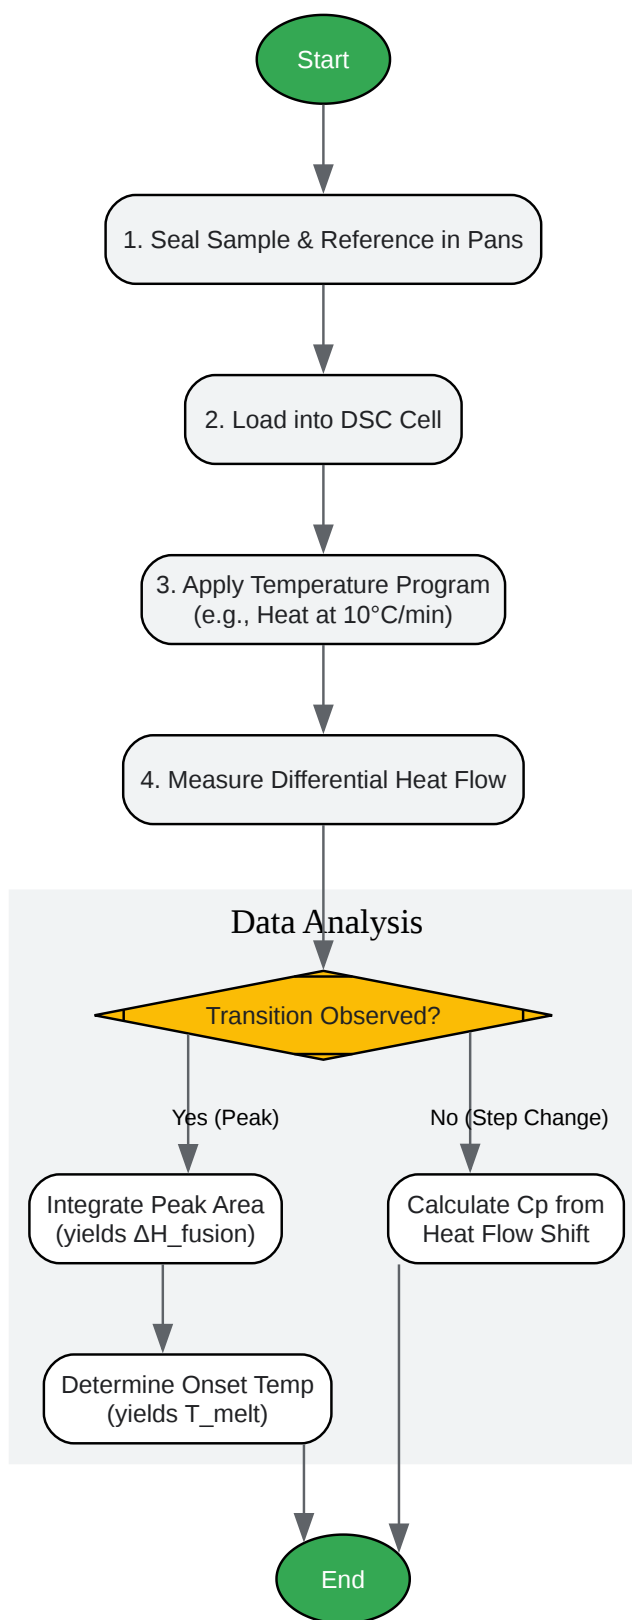 Start
1. Seal Sample & Reference in Pans
2. Load into DSC Cell
3. Apply Temperature Program
(e.g., Heat at 10°C/min)
4. Measure Differential Heat Flow
Data Analysis
Transition Observed?
Yes (Peak)
No (Step Change)
Integrate Peak Area
(yields ΔH_fusion)
Calculate Cp from
Heat Flow Shift
Determine Onset Temp
(yields T_melt)
End